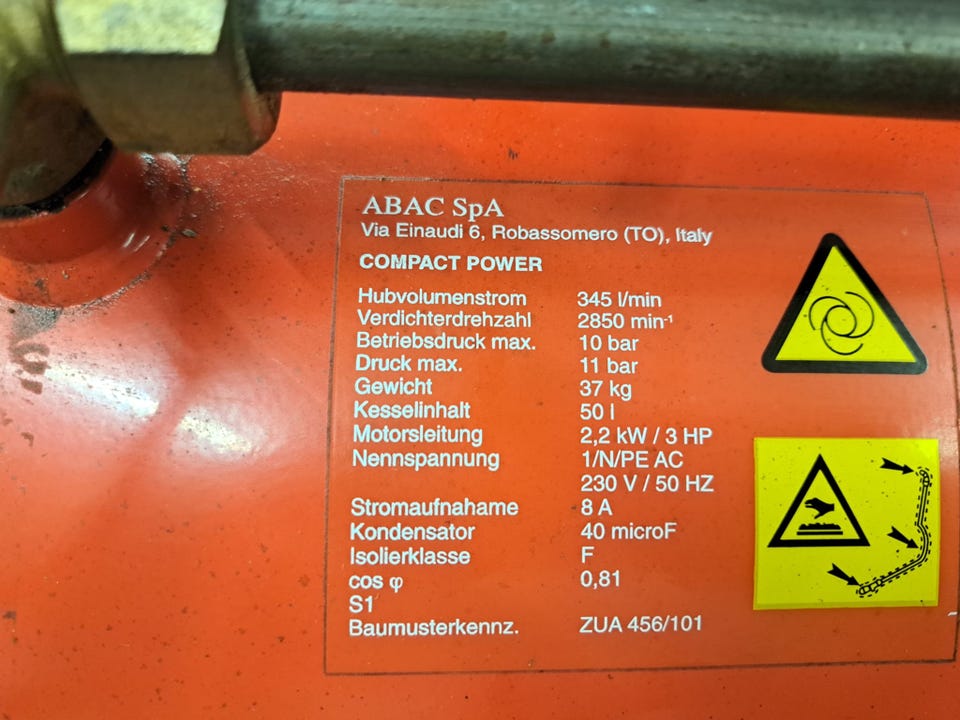 ABAC SpA
Via Einaudi 6, Robassomero (TO), Italy
COMPACT POWER
Hubvolumenstrom 345 l/min
Verdichterdrehzahl 2850 min⁻¹
Betriebsdruck max. 10 bar
Druck max. 11 bar
Gewicht 37 kg
Kesselinhalt 50 l
Motorsleitung 2,2 kW / 3 HP
Nennspannung 1/N/PE AC
230 V / 50 HZ
Stromaufnahame 8 A
Kondensator 40 microF
Isolierklasse F
cos φ 0,81
S1
Baumusterkennz. ZUA 456/101